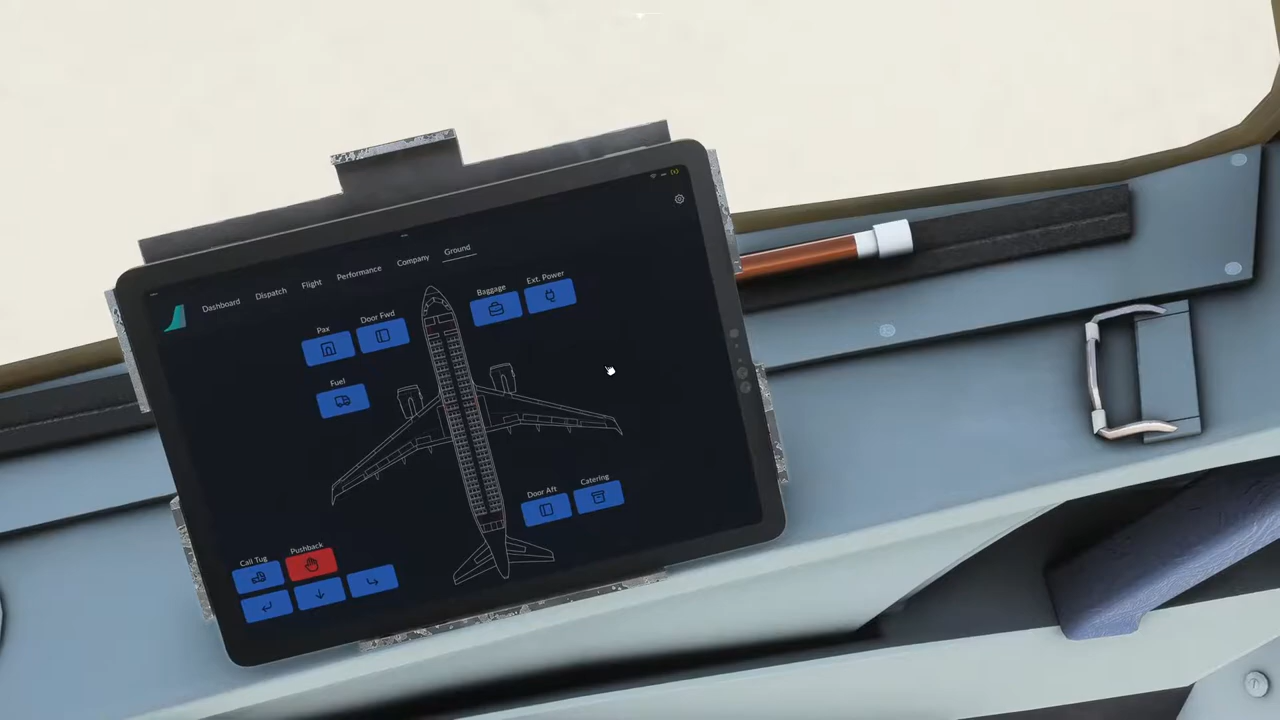 Dashboard Dispatch Flight Performance Company Ground
Pax Door Fwd Baggage Ext. Power
Fuel
Door Aft Catering
Call Tug Pushback